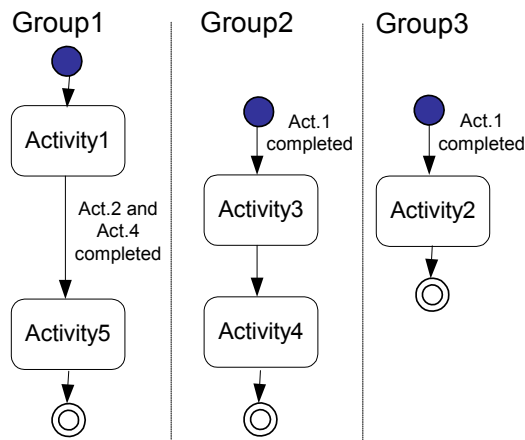 Group1
Activity1
Act.2 and
Act.4
completed
Activity5
Group2
Act.1
completed
Activity3
Activity4
Group3
Act.1
completed
Activity2